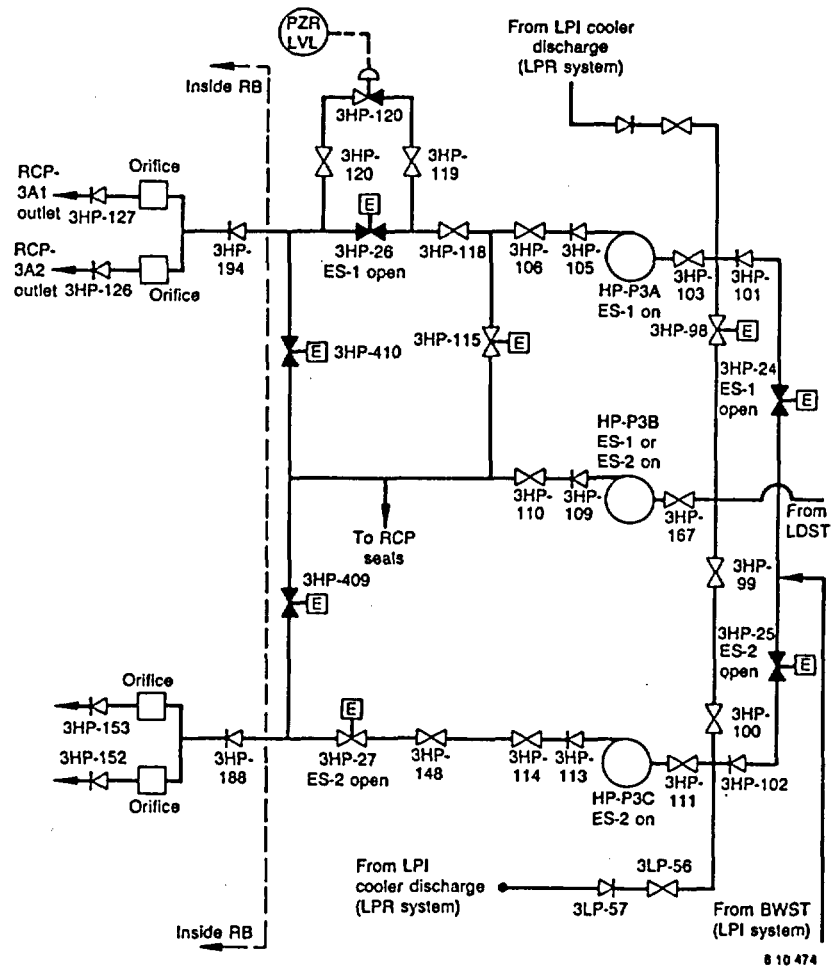 PZR
LVL
From LPI cooler
discharge
(LPR system)
Inside RB
3HP-120
3HP-
120
3HP-
119
RCP-
3A1
outlet
Orifice
3HP-127
RCP-
3A2
outlet
3HP-126
Orifice
3HP-
194
E
3HP-26
ES-1 open
3HP-118
3HP-
106
3HP-
105
HP-P3A
ES-1 on
3HP-
103
3HP-
101
3HP-98
E
E
3HP-410
3HP-115
E
3HP-24
ES-1
open
E
HP-P3B
ES-1 or
ES-2 on
3HP-
110
3HP-
109
3HP-
167
From
LDST
To RCP
seals
3HP-409
E
3HP-
99
3HP-25
ES-2
open
E
Orifice
3HP-153
3HP-152
Orifice
3HP-
188
E
3HP-27
ES-2 open
3HP-
148
3HP-
114
3HP-
113
HP-P3C
ES-2 on
3HP-
111
3HP-
100
3HP-102
From LPI
cooler discharge
(LPR system)
3LP-56
3LP-57
From BWST
(LPI system)
Inside RB
6 10 474